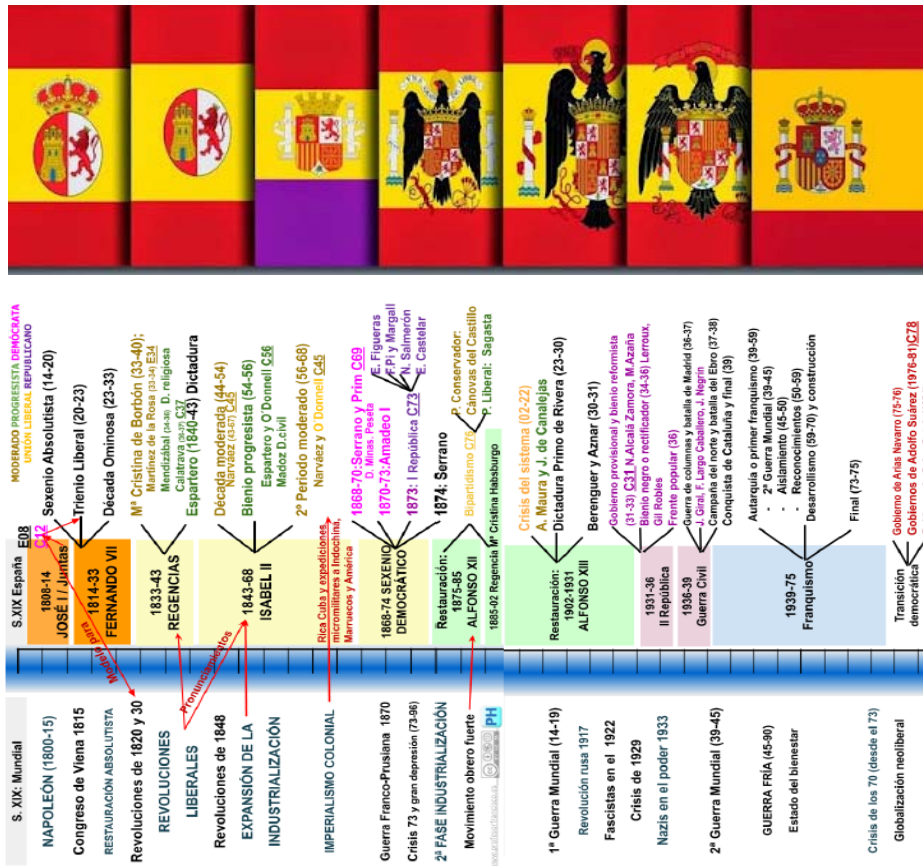 S. XIX: Mundial
NAPOLEÓN (1800-15)
Congreso de Viena 1815
RESTAURACIÓN ABSOLUTISTA
Revoluciones de 1820 y 30
REVOLUCIONES
LIBERALES
Revoluciones de 1848
EXPANSIÓN DE LA
INDUSTRIALIZACIÓN
IMPERIALISMO COLONIAL
Guerra Franco-Prusiana 1870
Crisis 73 y gran depresión (73-96)
2ª FASE INDUSTRIALIZACIÓN
Movimiento obrero fuerte
PH
1ª Guerra Mundial (14-19)
Revolución rusa 1917
Fascistas en el 1922
Crisis de 1929
Nazis en el poder 1933
2ª Guerra Mundial (39-45)
GUERRA FRÍA (45-90)
Estado del bienestar
Crisis de los 70 (desde el 73)
Globalización neoliberal
Modelo para
Pronunciamientos
S.XIX España
E08
C12
1808-14
JOSÉ I / Juntas
1814-33
FERNANDO VII
1833-43
REGENCIAS
1843-68
ISABEL II
Rica Cuba y expediciones
micromilitares a Indochina,
Marruecos y América
1868-74 SEXENIO
DEMOCRÁTICO
Restauración:
1875-85
ALFONSO XII
1885-02 Regencia Mª Cristina Habsburgo
Restauración:
1902-1931
ALFONSO XIII
1931-36
II República
1936-39
Guerra Civil
1939-75
Franquismo
Transición
democrática
MODERADO PROGRESISTA DEMÓCRATA
UNIÓN LIBERAL REPUBLICANO
Sexenio Absolutista (14-20)
Trienio Liberal (20-23)
Década Ominosa (23-33)
Mª Cristina de Borbón (33-40);
Martínez de la Rosa (33-34) E34
Mendizábal (34-36) D. religiosa
Calatrava (36-37) C37
Espartero (1840-43) Dictadura
Década moderada (44-54)
Narváez (43-67) C45
Bienio progresista (54-56)
Espartero y O'Donnell C56
Madoz D.civil
2º Periodo moderado (56-68)
Narváez y O'Donnell C45
1868-70:Serrano y Prim C69
D. Minas. Peseta
1870-73:Amadeo I
1873: I República C73
E. Figueras
F.Pi y Margall
N. Salmerón
E. Castelar
1874: Serrano
Bipartidismo C76
P. Conservador:
Cánovas del Castillo
P. Liberal: Sagasta
Crisis del sistema (02-22)
A. Maura y J. de Canalejas
Dictadura Primo de Rivera (23-30)
Berenguer y Aznar (30-31)
Gobierno provisional y bienio reformista
(31-33) C31 N.Alcalá Zamora, M.Azaña
Bienio negro o rectificador (34-36) Lerroux,
Gil Robles
Frente popular (36)
Guerra de columnas y batalla de Madrid (36-37)
J. Giral, F. Largo Caballero, J. Negrín
Campaña del norte y batalla del Ebro (37-38)
Conquista de Cataluña y final (39)
Autarquía o primer franquismo (39-59)
- 2ª Guerra Mundial (39-45)
- Aislamiento (45-50)
- Reconocimientos (50-59)
Desarrollismo (59-70) y construcción
Final (73-75)
Gobierno de Arias Navarro (75-76)
Gobiernos de Adolfo Suárez (1976-81)C78